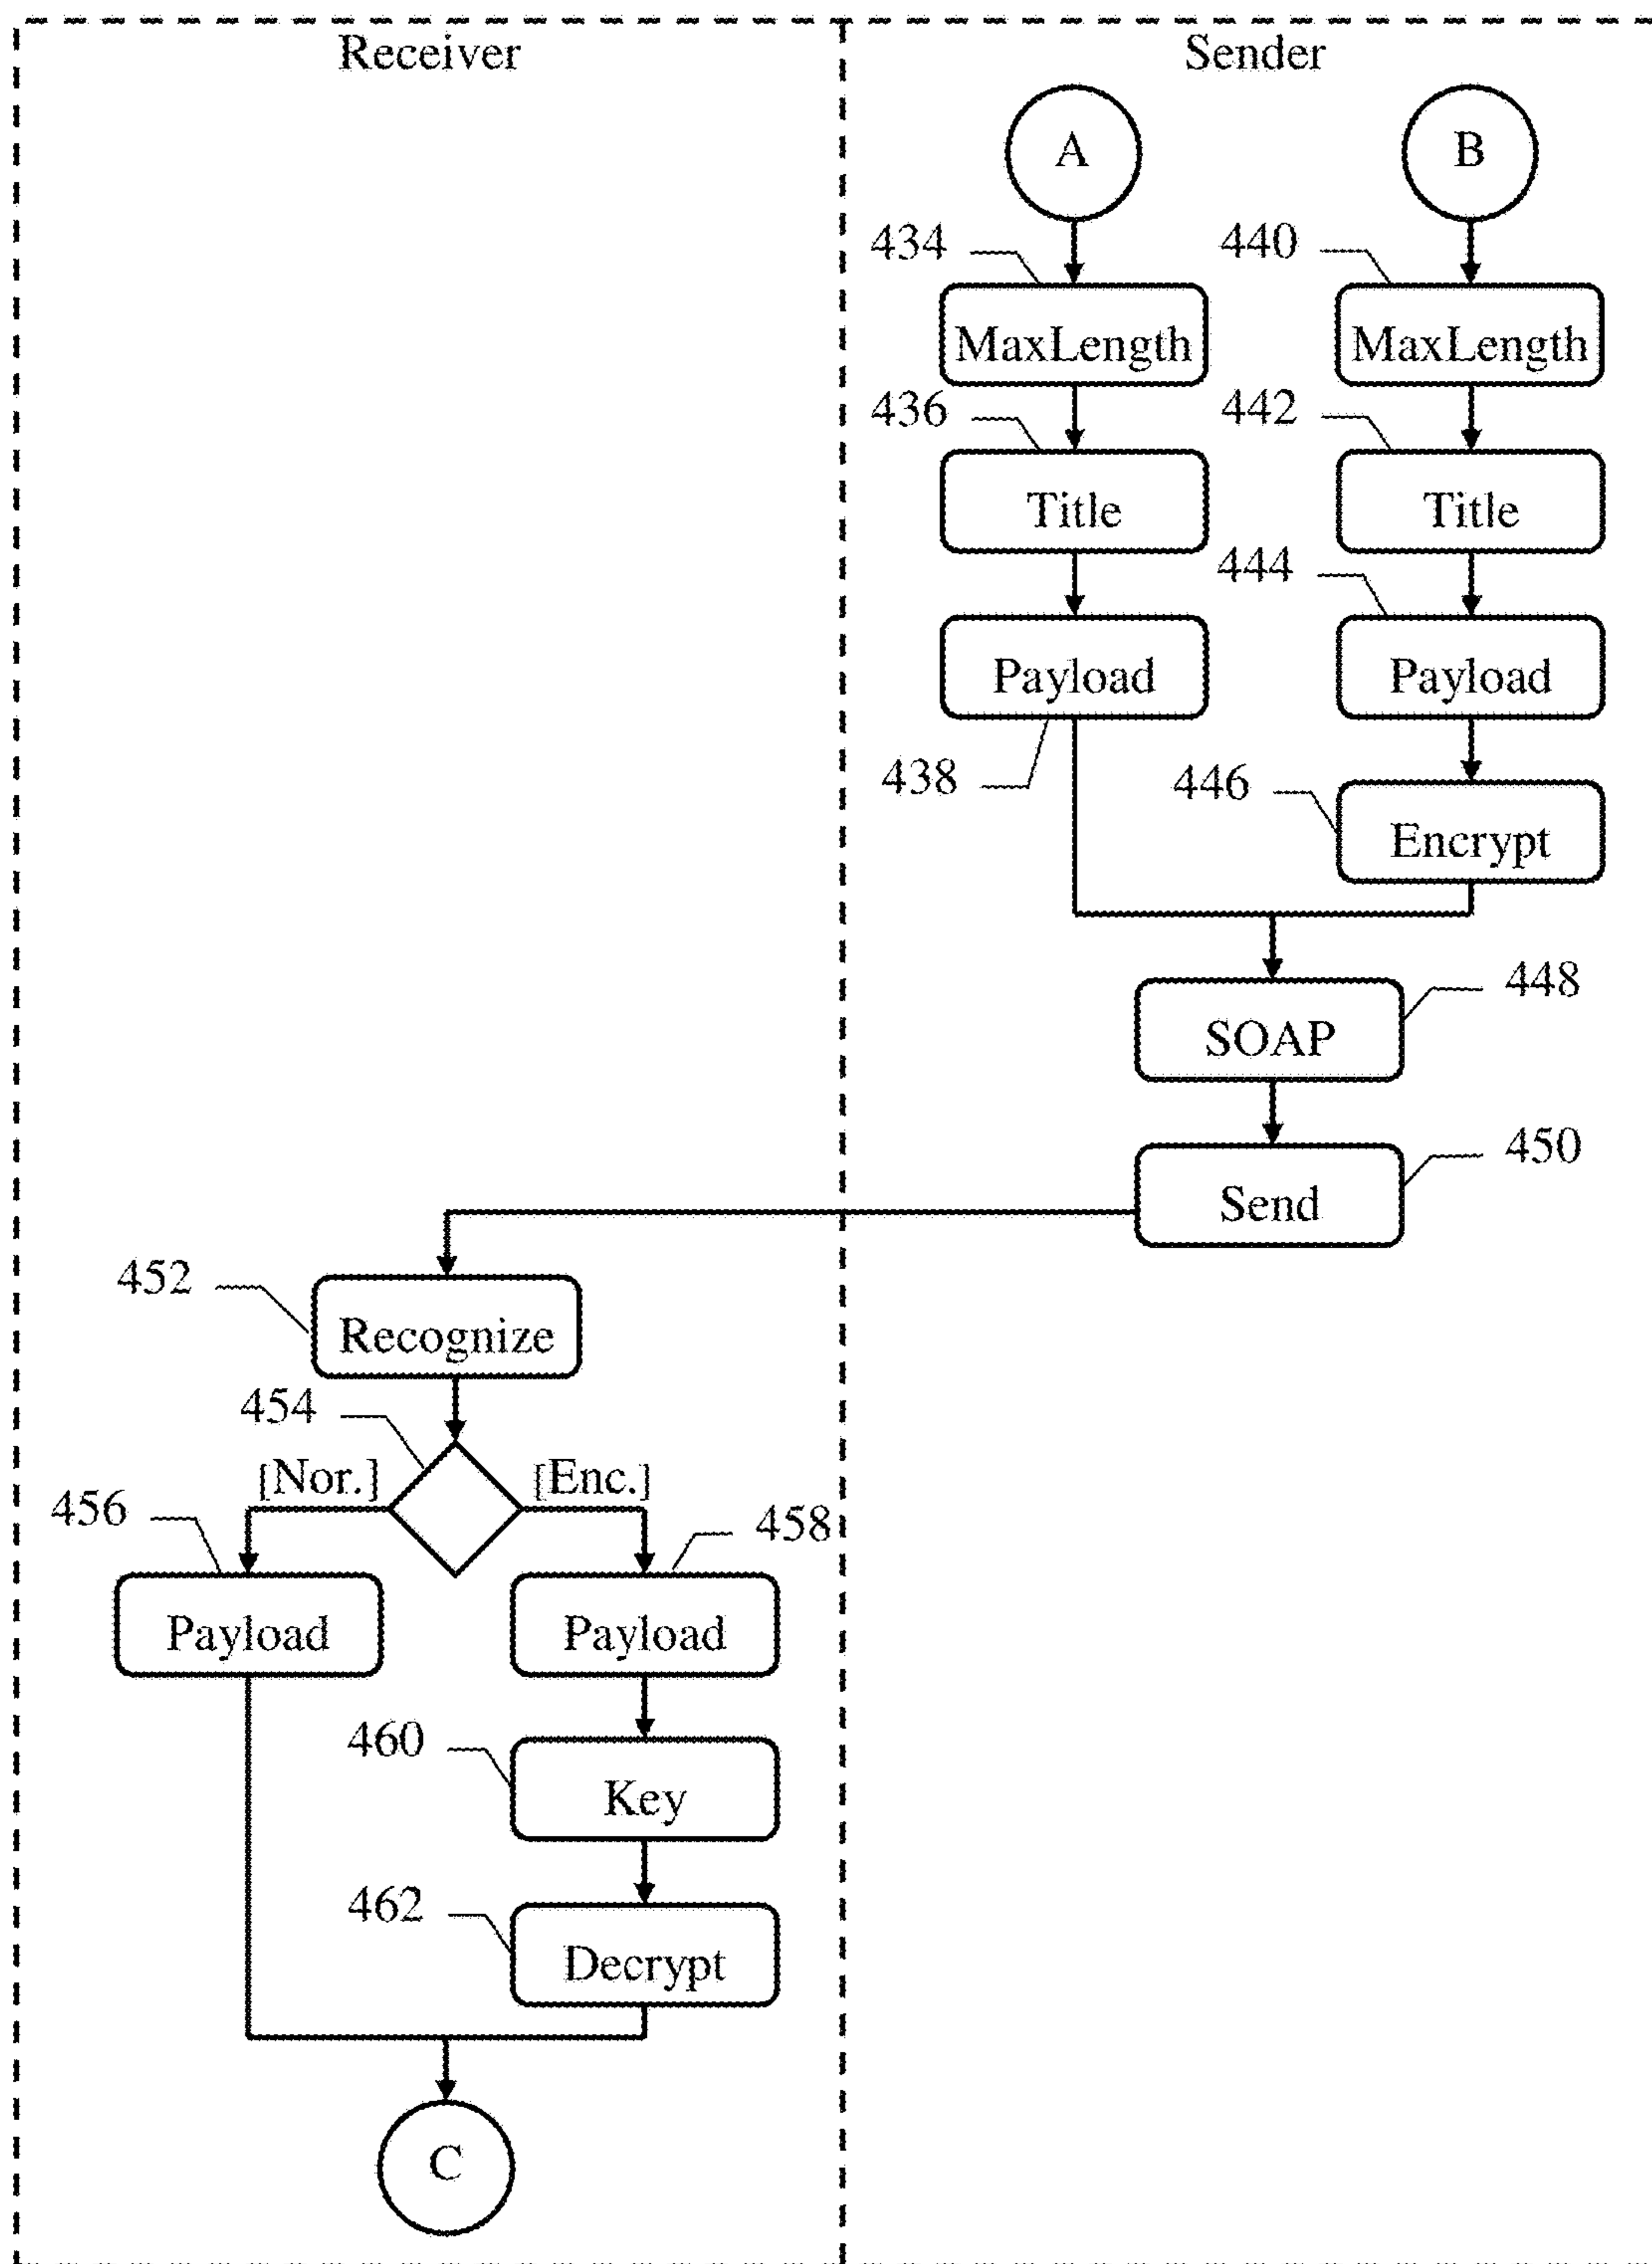 Receiver
Sender
A
B
434
440
MaxLength
MaxLength
436
442
Title
Title
444
Payload
Payload
438
446
Encrypt
448
SOAP
450
Send
452
Recognize
454
[Nor.]
[Enc.]
456
458
Payload
Payload
460
Key
462
Decrypt
C